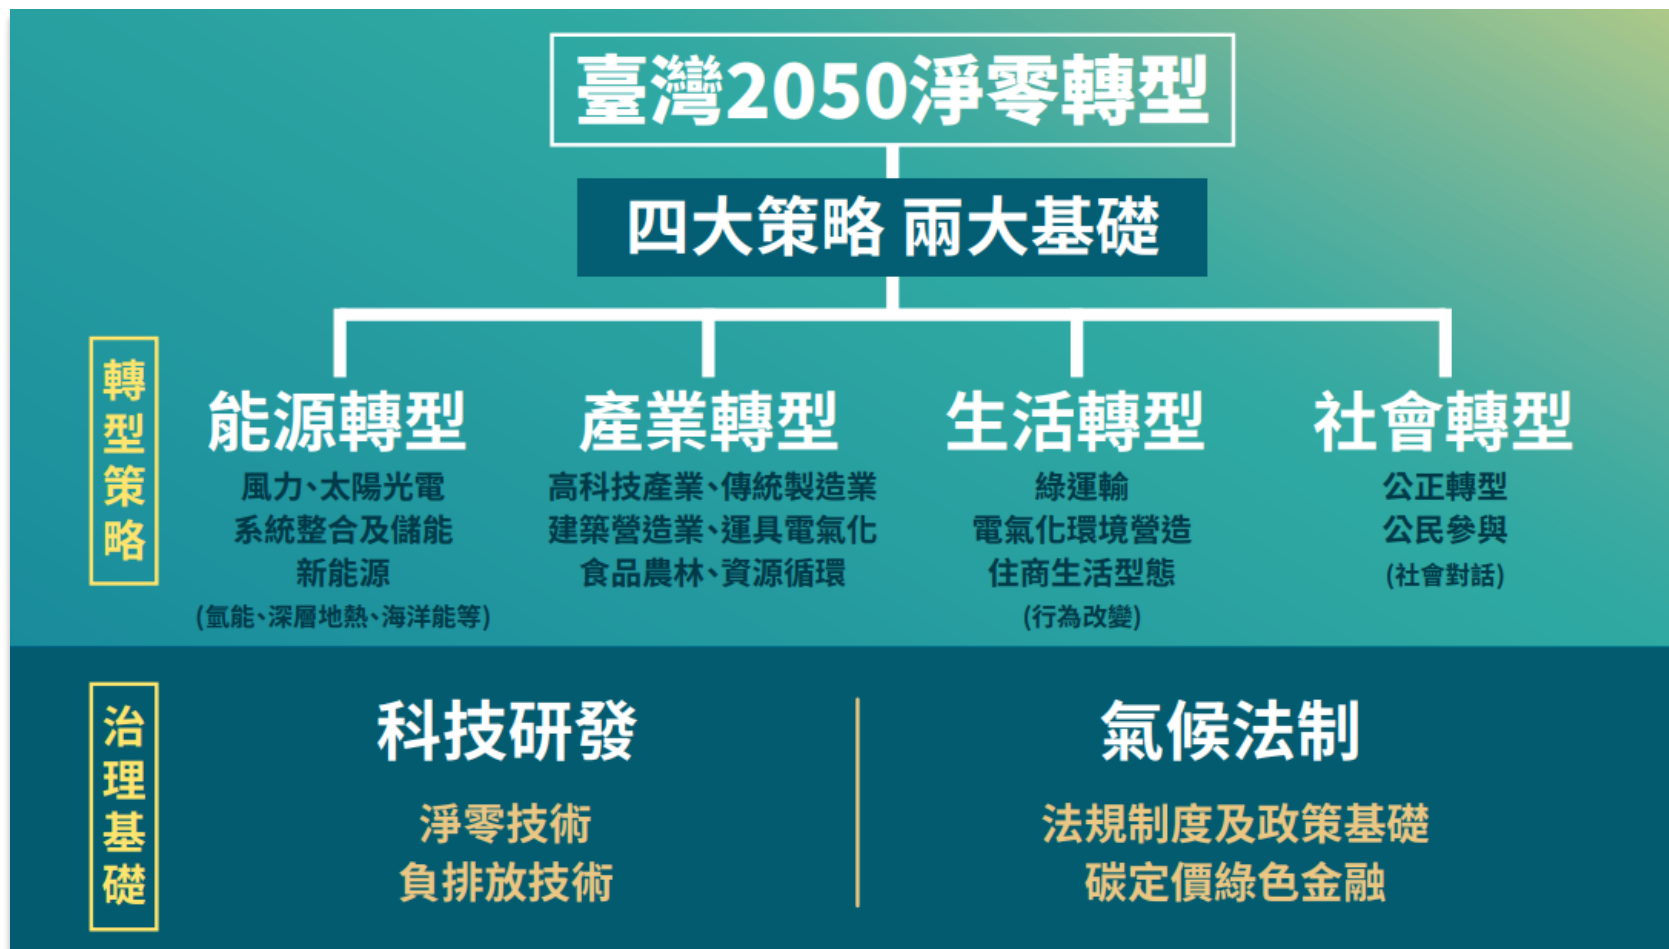 臺灣2050淨零轉型
四大策略 兩大基礎
轉型策略
能源轉型
風力、太陽光電
系統整合及儲能
新能源
(氫能、深層地熱、海洋能等)
產業轉型
高科技產業、傳統製造業
建築營造業、運具電氣化
食品農林、資源循環
生活轉型
綠運輸
電氣化環境營造
住商生活型態
(行為改變)
社會轉型
公正轉型
公民參與
(社會對話)
治理基礎
科技研發
淨零技術
負排放技術
氣候法制
法規制度及政策基礎
碳定價綠色金融